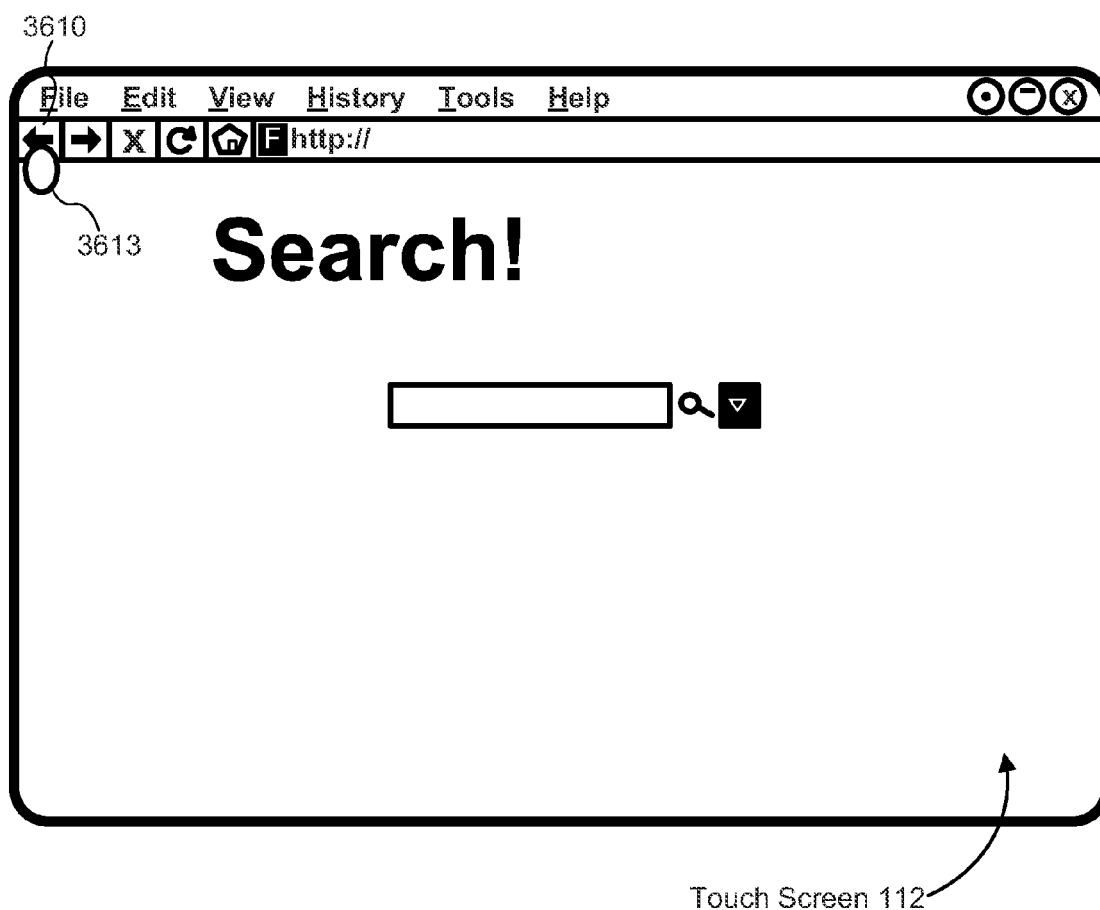 3610
File Edit View History Tools Help X
X F http://
3613
Search!
Touch Screen 112